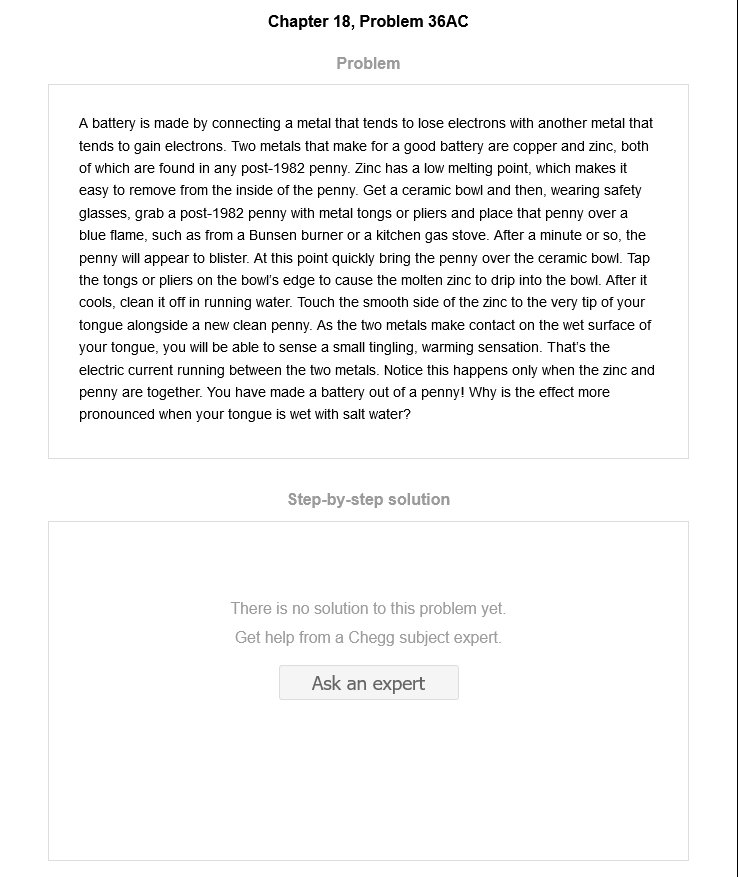 Chapter 18, Problem 36AC
Problem
A battery is made by connecting a metal that tends to lose electrons with another metal that
tends to gain electrons. Two metals that make for a good battery are copper and zinc, both
of which are found in any post-1982 penny. Zinc has a low melting point, which makes it
easy to remove from the inside of the penny. Get a ceramic bowl and then, wearing safety
glasses, grab a post-1982 penny with metal tongs or pliers and place that penny over a
blue flame, such as from a Bunsen burner or a kitchen gas stove. After a minute or so, the
penny will appear to blister. At this point quickly bring the penny over the ceramic bowl. Tap
the tongs or pliers on the bowl's edge to cause the molten zinc to drip into the bowl. After it
cools, clean it off in running water. Touch the smooth side of the zinc to the very tip of your
tongue alongside a new clean penny. As the two metals make contact on the wet surface of
your tongue, you will be able to sense a small tingling, warming sensation. That's the
electric current running between the two metals. Notice this happens only when the zinc and
penny are together. You have made a battery out of a penny! Why is the effect more
pronounced when your tongue is wet with salt water?
Step-by-step solution
There is no solution to this problem yet.
Get help from a Chegg subject expert.
Ask an expert